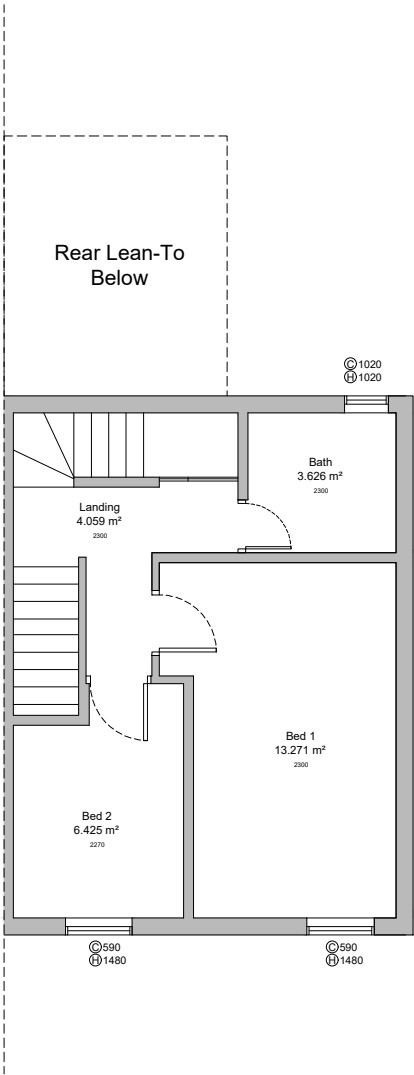 Rear Lean-To
Below
Ⓒ1020
Ⓗ1020
Bath
3.626 m²
2300
Landing
4.059 m²
2300
Bed 1
13.271 m²
2300
Bed 2
6.425 m²
2270
Ⓒ590
Ⓗ1480
Ⓒ590
Ⓗ1480